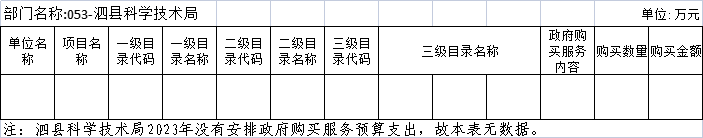 部门名称:053-泗县科学技术局 单位: 万元
单位名称 项目名称 一级目录代码 一级目录名称 二级目录代码 二级目录名称 三级目录代码 三级目录名称 政府购买服务内容 购买数量 购买金额
注：泗县科学技术局2023年没有安排政府购买服务预算支出，故本表无数据。